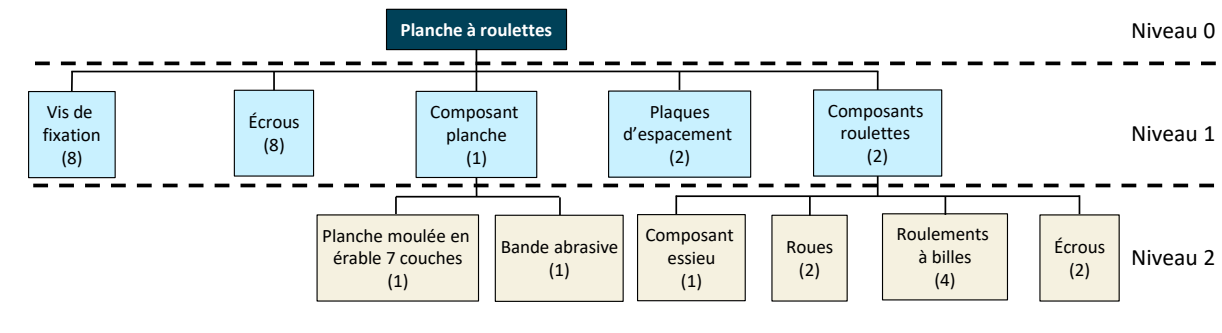 Planche à roulettes
Niveau 0
Vis de
fixation
(8)
Écrous
(8)
Composant
planche
(1)
Plaques
d'espacement
(2)
Composants
roulettes
(2)
Niveau 1
Planche moulée en
érable 7 couches
(1)
Bande abrasive
(1)
Composant
essieu
(1)
Roues
(2)
Roulements
à billes
(4)
Écrous
(2)
Niveau 2